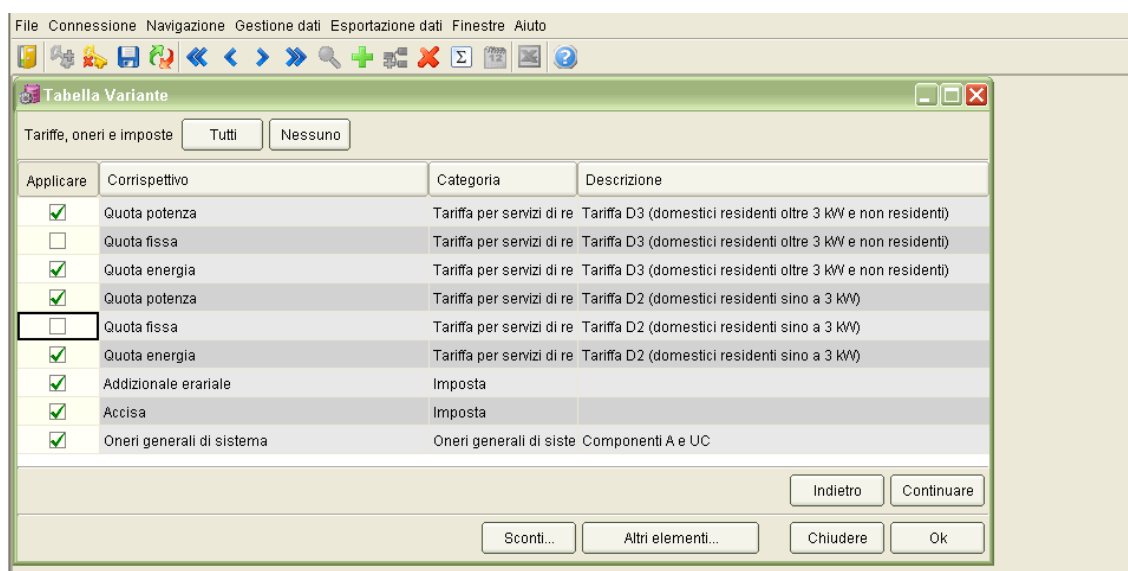 File Connessione Navigazione Gestione dati Esportazione dati Finestre Aiuto
Tabella Variante
Tariffe, oneri e imposte Tutti Nessuno
Applicare Corrispettivo Categoria Descrizione
Quota potenza Tariffa per servizi di re Tariffa D3 (domestici residenti oltre 3 kW e non residenti)
Quota fissa Tariffa per servizi di re Tariffa D3 (domestici residenti oltre 3 kW e non residenti)
Quota energia Tariffa per servizi di re Tariffa D3 (domestici residenti oltre 3 kW e non residenti)
Quota potenza Tariffa per servizi di re Tariffa D2 (domestici residenti sino a 3 kW)
Quota fissa Tariffa per servizi di re Tariffa D2 (domestici residenti sino a 3 kW)
Quota energia Tariffa per servizi di re Tariffa D2 (domestici residenti sino a 3 kW)
Addizionale erariale Imposta
Accisa Imposta
Oneri generali di sistema Oneri generali di siste Componenti A e UC
Indietro Continuare
Sconti... Altri elementi... Chiudere Ok